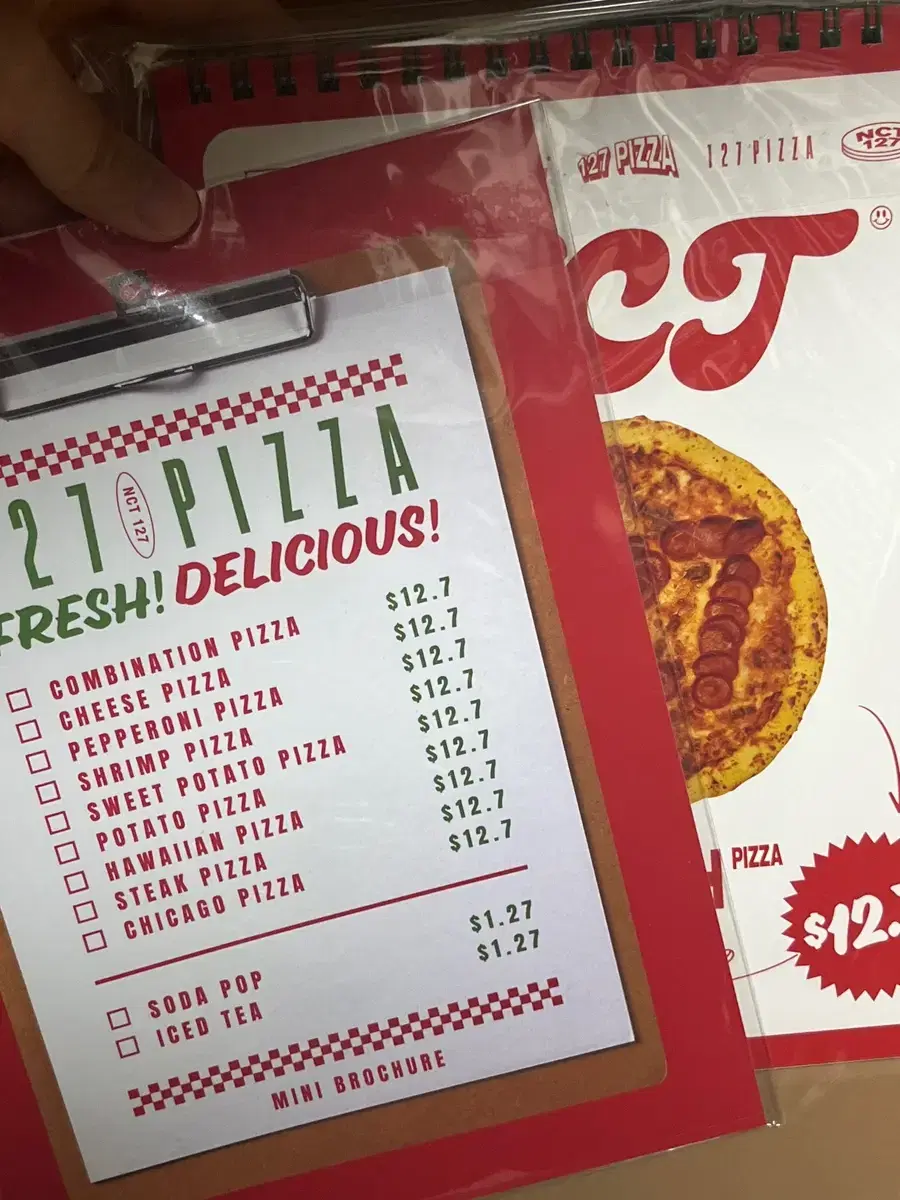 127 PIZZA
127 PIZZA
NCT
127
CT
27 NCT 127 PIZZA
FRESH! DELICIOUS!
COMBINATION PIZZA $12.7
CHEESE PIZZA $12.7
PEPPERONI PIZZA $12.7
SHRIMP PIZZA $12.7
SWEET POTATO PIZZA $12.7
POTATO PIZZA $12.7
HAWAIIAN PIZZA $12.7
STEAK PIZZA $12.7
CHICAGO PIZZA $12.7
SODA POP $1.27
ICED TEA $1.27
MINI BROCHURE
PIZZA
$12.